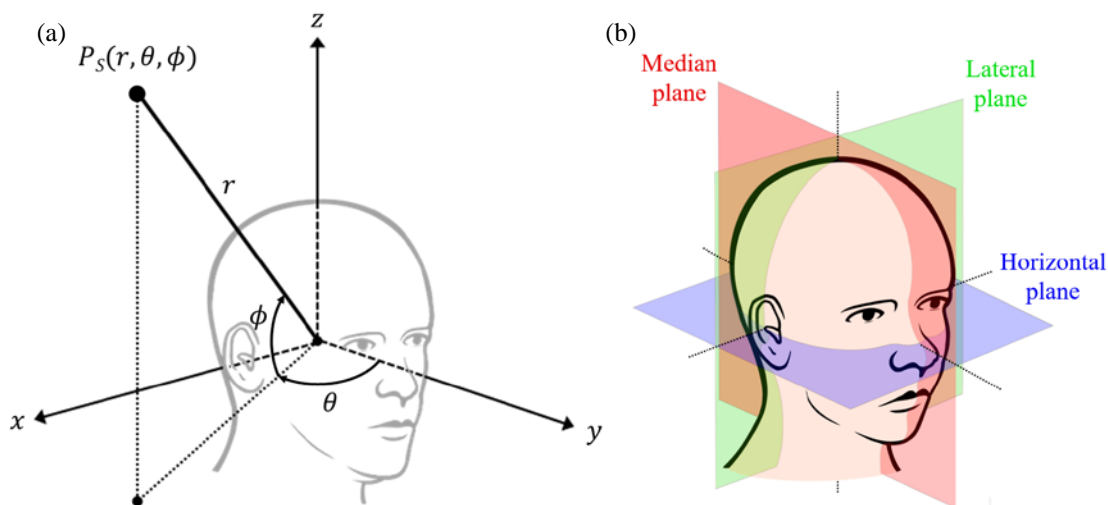 (a)
z
P_S(r, θ, ϕ)
r
ϕ
θ
x
y
(b)
Median
plane
Lateral
plane
Horizontal
plane